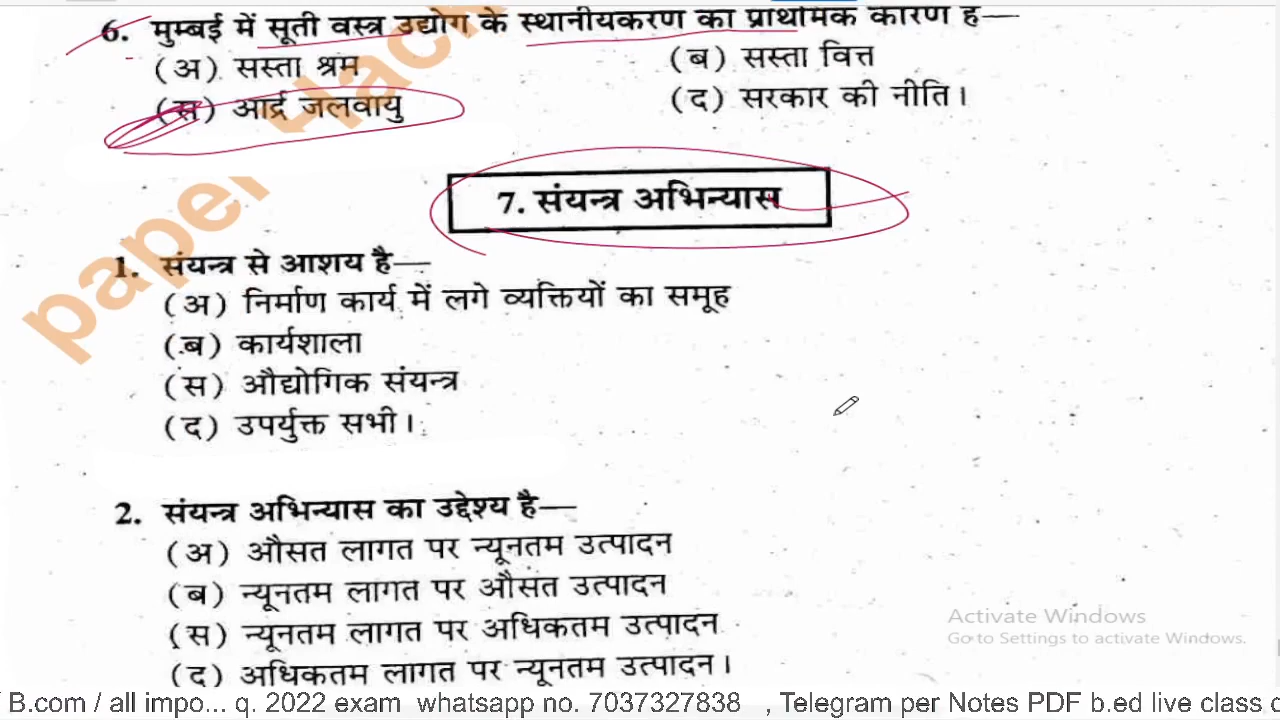 6. मुम्बई में सूती वस्त्र उद्योग के स्थानीयकरण का प्राथमिक कारण ह—
(अ) सस्ता श्रम (ब) सस्ता वित्त
(स) आर्द्र जलवायु (द) सरकार की नीति।
7. संयन्त्र अभिन्यास
1. संयन्त्र से आशय है—
(अ) निर्माण कार्य में लगे व्यक्तियों का समूह
(ब) कार्यशाला
(स) औद्योगिक संयन्त्र
(द) उपर्युक्त सभी।
2. संयन्त्र अभिन्यास का उद्देश्य है—
(अ) औसत लागत पर न्यूनतम उत्पादन
(ब) न्यूनतम लागत पर औसत उत्पादन
(स) न्यूनतम लागत पर अधिकतम उत्पादन
(द) अधिकतम लागत पर न्यूनतम उत्पादन।
paper Hack
Activate Windows
Go to Settings to activate Windows.
B.com / all impo... q. 2022 exam whatsapp no. 7037327838 , Telegram per Notes PDF b.ed live class